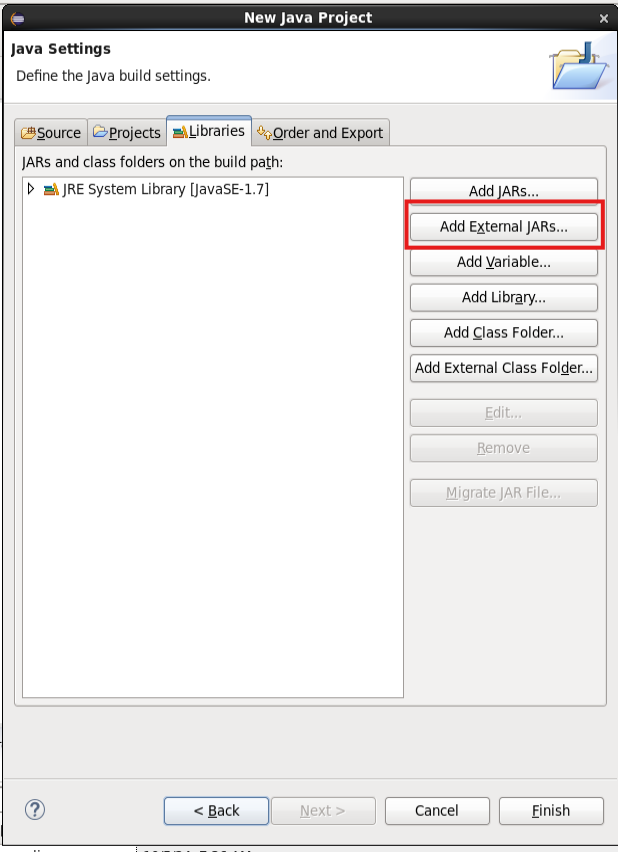 New Java Project
Java Settings
Define the Java build settings.
Source Projects Libraries Order and Export
JARs and class folders on the build path:
JRE System Library [JavaSE-1.7]
Add JARs...
Add External JARs...
Add Variable...
Add Library...
Add Class Folder...
Add External Class Folder...
Edit...
Remove
Migrate JAR File...
? < Back Next > Cancel Finish